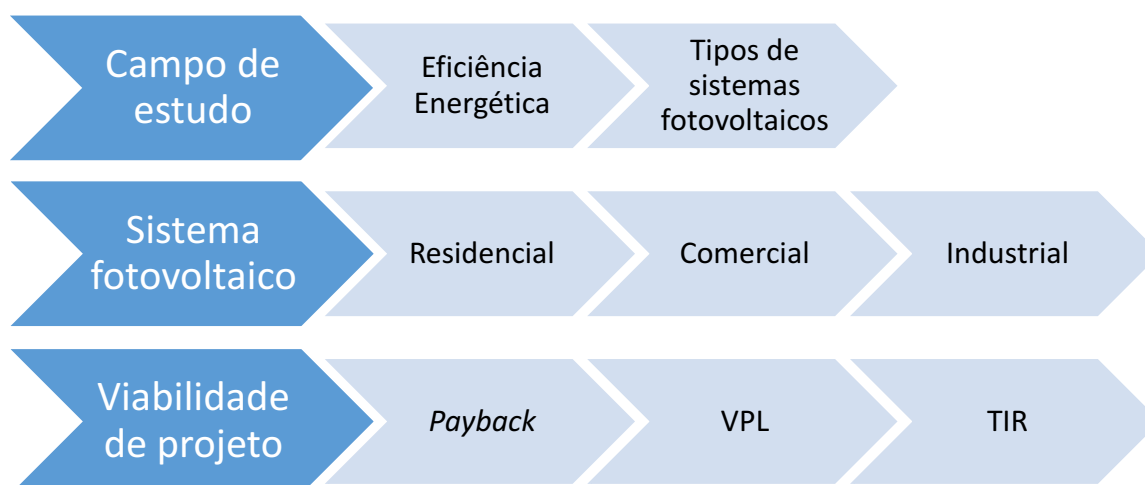 Campo de
estudo
Eficiência
Energética
Tipos de
sistemas
fotovoltaicos
Sistema
fotovoltaico
Residencial
Comercial
Industrial
Viabilidade
de projeto
Payback
VPL
TIR